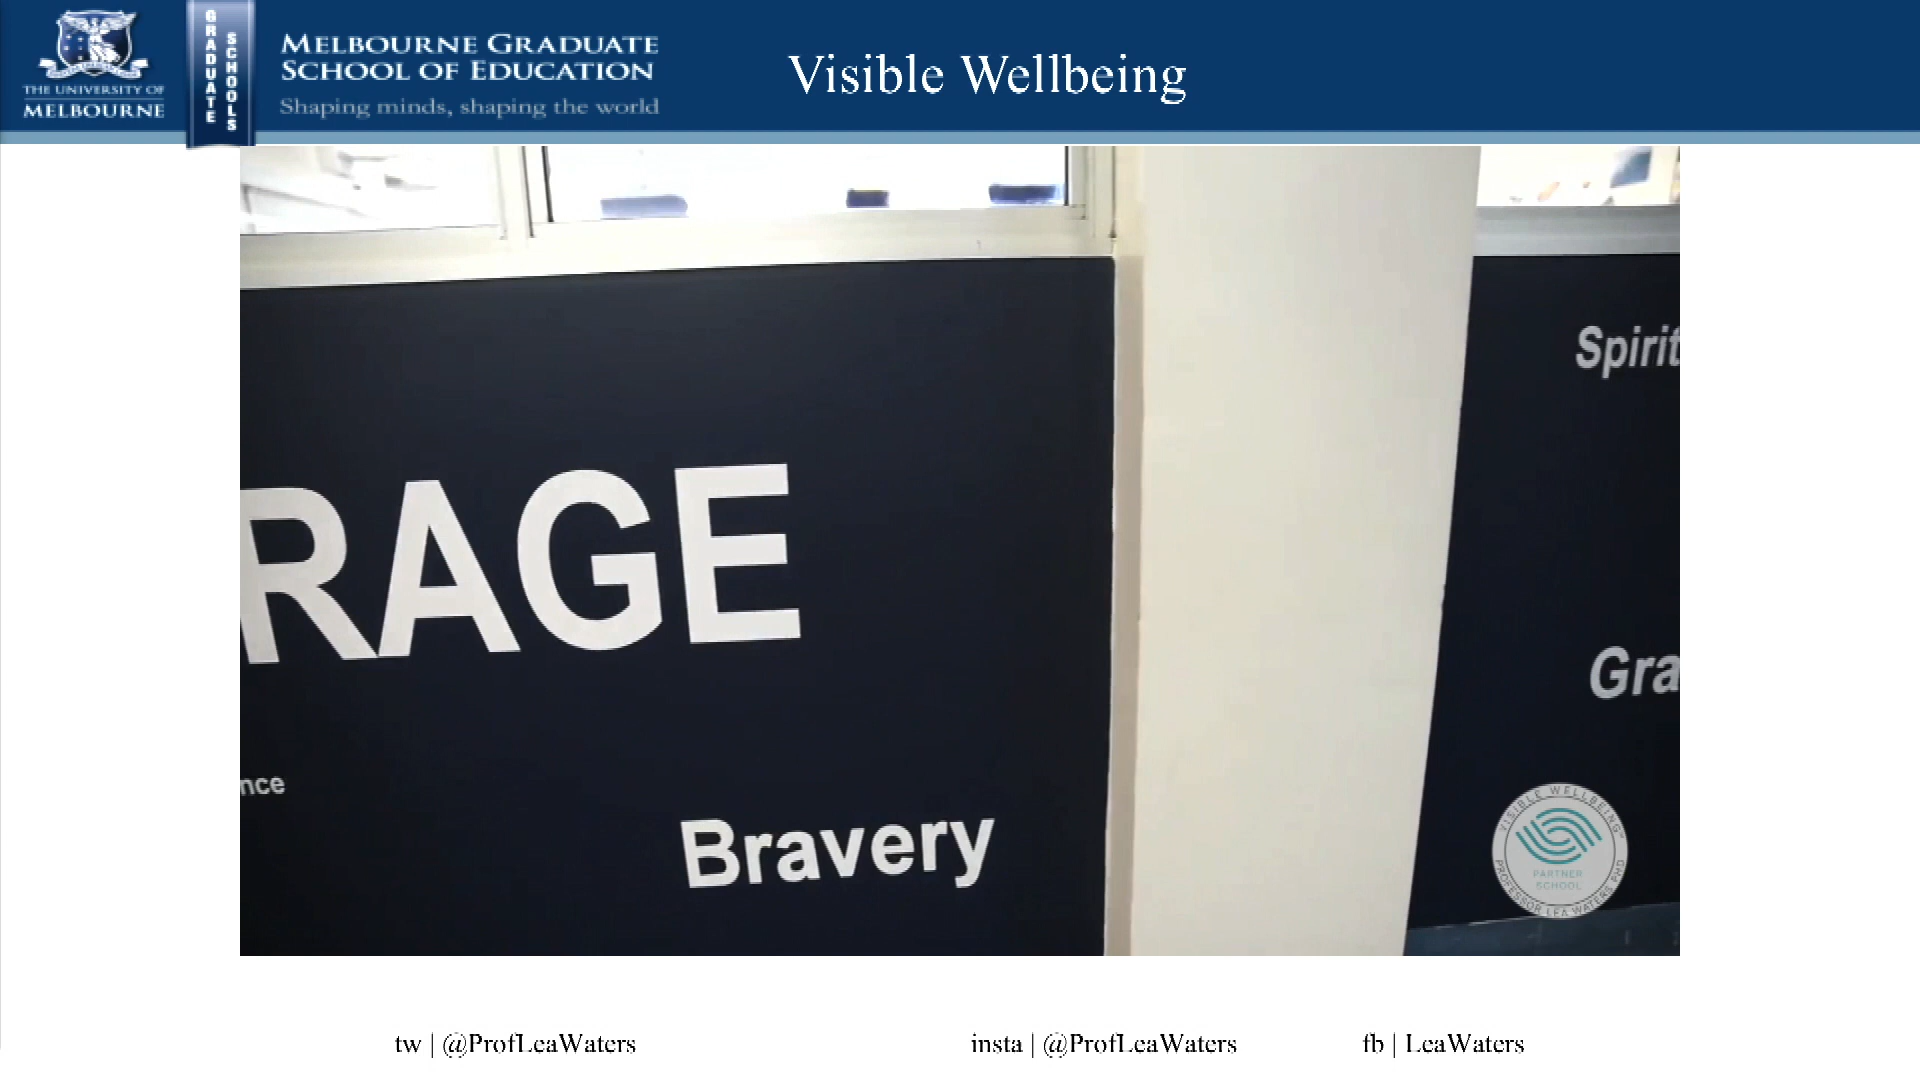 THE UNIVERSITY OF
MELBOURNE
GRADUATE
SCHOOLS
MELBOURNE GRADUATE
SCHOOL OF EDUCATION
Shaping minds, shaping the world
Visible Wellbeing
RAGE
nce
Bravery
Spirit
Gra
VISIBLE WELLBEING
PARTNER
SCHOOL
PROFESSOR LEA WATERS PHD
tw | @ProfLeaWaters
insta | @ProfLeaWaters
fb | LeaWaters